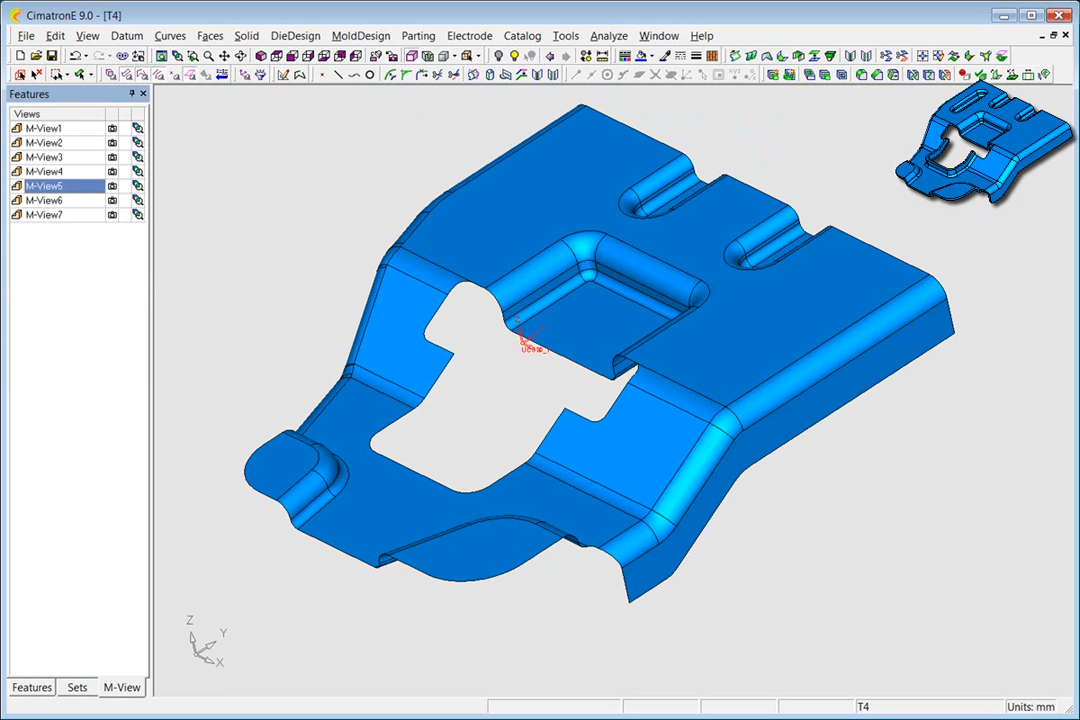 CimatronE 9.0 - [T4]
File Edit View Datum Curves Faces Solid DieDesign MoldDesign Parting Electrode Catalog Tools Analyze Window Help
Features
Views
M-View1
M-View2
M-View3
M-View4
M-View5
M-View6
M-View7
Z
Y
X
Features Sets M-View
T4 Units: mm